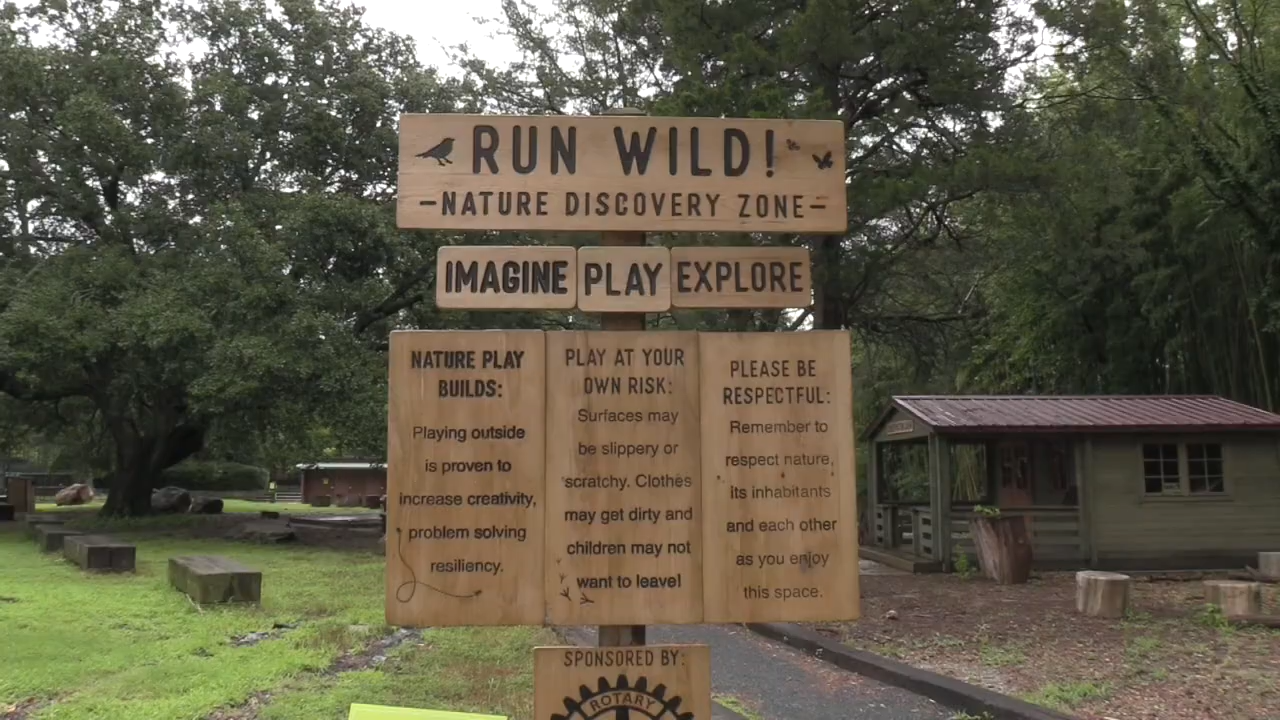 RUN WILD!
-NATURE DISCOVERY ZONE-
IMAGINE PLAY EXPLORE
NATURE PLAY
BUILDS:
Playing outside
is proven to
increase creativity,
problem solving
resiliency.
PLAY AT YOUR
OWN RISK:
Surfaces may
be slippery or
scratchy. Clothes
may get dirty and
children may not
want to leave!
PLEASE BE
RESPECTFUL:
Remember to
respect nature,
its inhabitants
and each other
as you enjoy
this space.
SPONSORED BY:
ROTARY